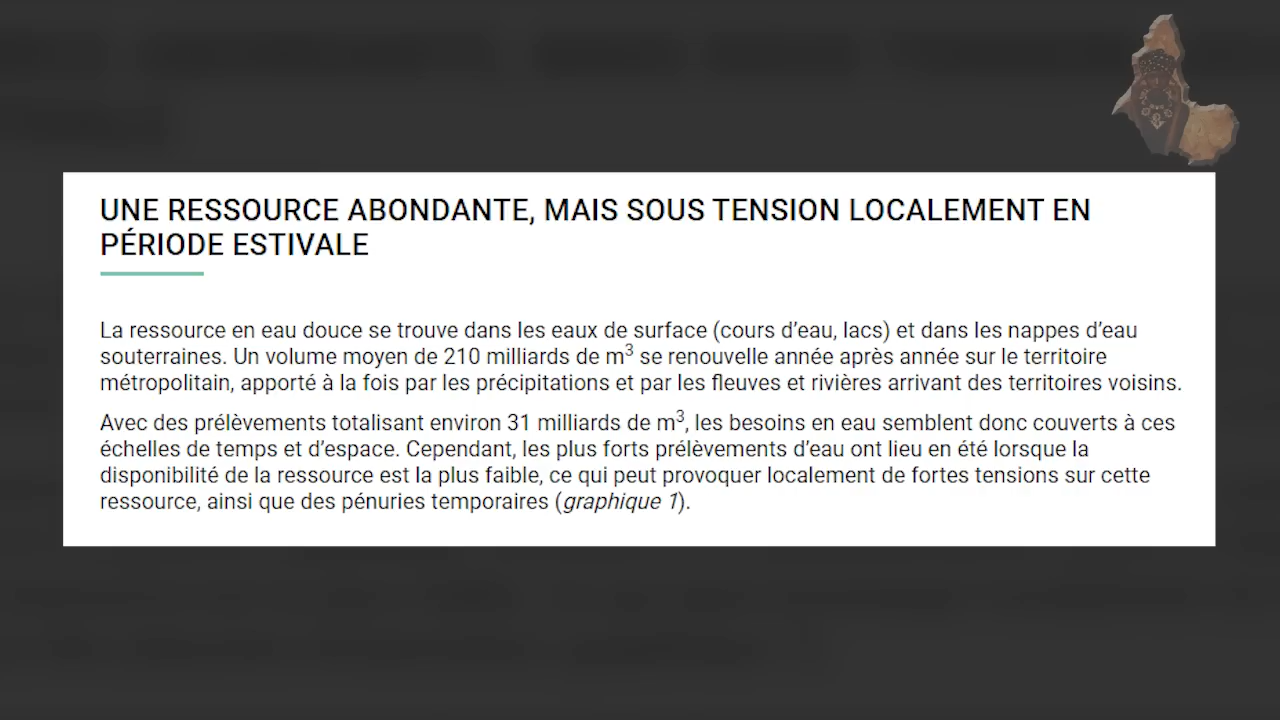 UNE RESSOURCE ABONDANTE, MAIS SOUS TENSION LOCALEMENT EN
PÉRIODE ESTIVALE
La ressource en eau douce se trouve dans les eaux de surface (cours d’eau, lacs) et dans les nappes d’eau
souterraines. Un volume moyen de 210 milliards de m³ se renouvelle année après année sur le territoire
métropolitain, apporté à la fois par les précipitations et par les fleuves et rivières arrivant des territoires voisins.
Avec des prélèvements totalisant environ 31 milliards de m³, les besoins en eau semblent donc couverts à ces
échelles de temps et d’espace. Cependant, les plus forts prélèvements d’eau ont lieu en été lorsque la
disponibilité de la ressource est la plus faible, ce qui peut provoquer localement de fortes tensions sur cette
ressource, ainsi que des pénuries temporaires (graphique 1).